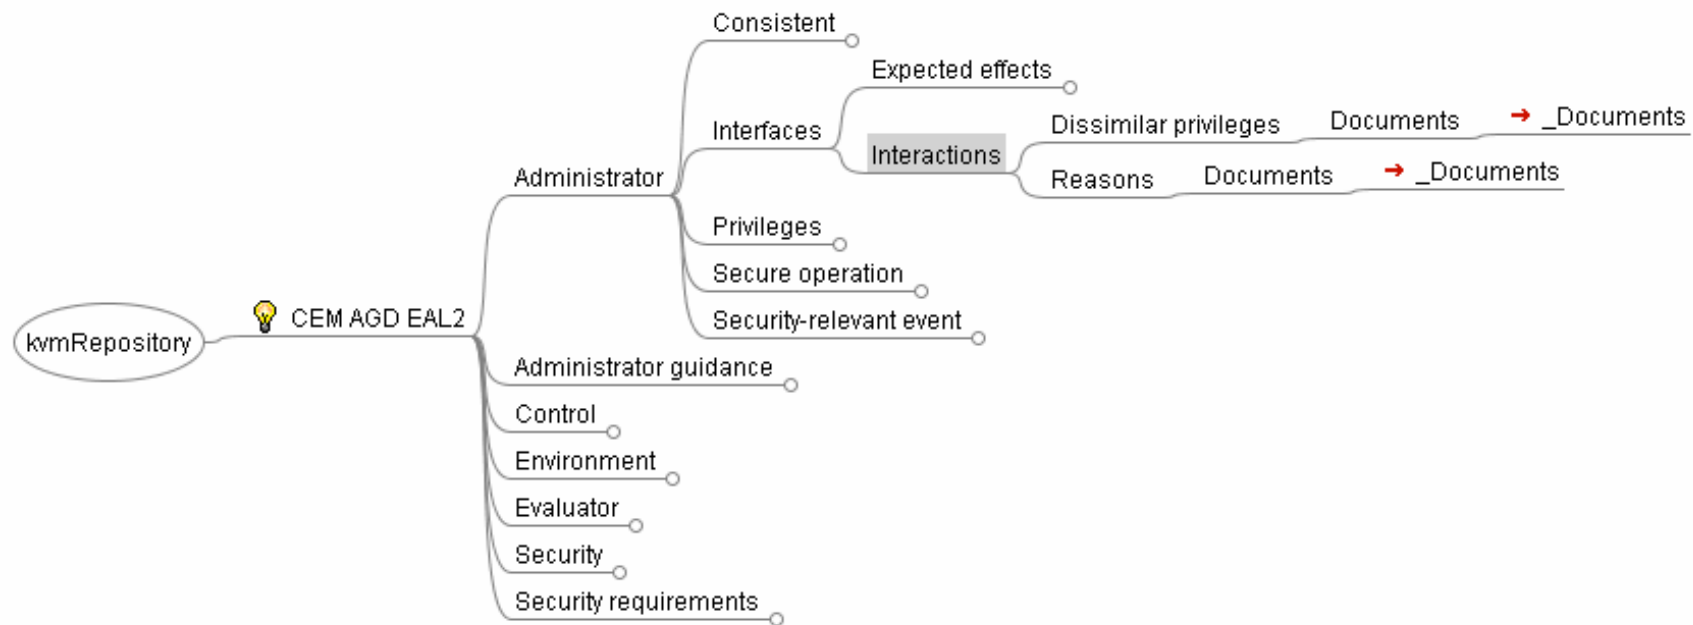 Consistent
Expected effects
Interfaces
Dissimilar privileges Documents → _Documents
Interactions
Reasons Documents → _Documents
Administrator
Privileges
Secure operation
Security-relevant event
kvmRepository CEM AGD EAL2
Administrator guidance
Control
Environment
Evaluator
Security
Security requirements